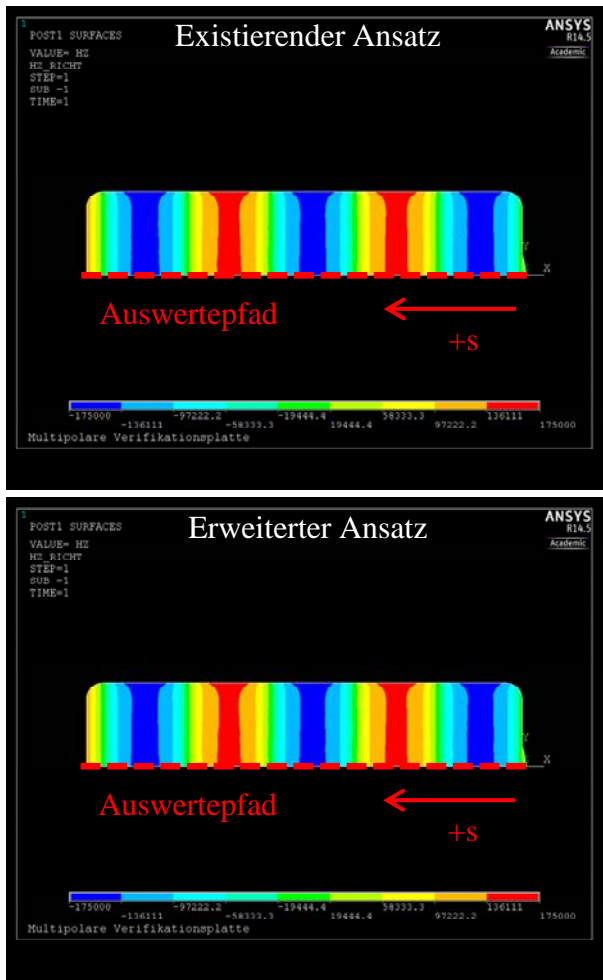 1
POST1 SURFACES
Existierender Ansatz
ANSYS
R14.5
Academic
VALUE= HZ
HZ_RICHT
STEP=1
SUB -1
TIME=1
Y
X
Auswertepfad
+s
-175000 -97222.2 -19444.4 58333.3 136111
-136111 -58333.3 19444.4 97222.2 175000
Multipolare Verifikationsplatte
1
POST1 SURFACES
Erweiterter Ansatz
ANSYS
R14.5
Academic
VALUE= HZ
HZ_RICHT
STEP=1
SUB -1
TIME=1
Y
X
Auswertepfad
+s
-175000 -97222.2 -19444.4 58333.3 136111
-136111 -58333.3 19444.4 97222.2 175000
Multipolare Verifikationsplatte